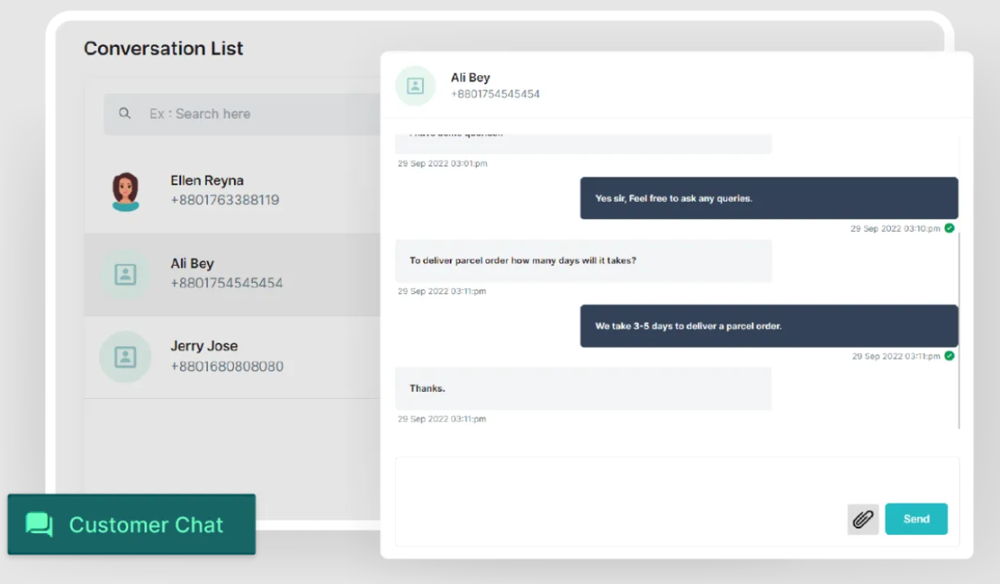 Conversation List
Ex : Search here
Ellen Reyna
+8801763388119
Ali Bey
+8801754545454
Jerry Jose
+8801680808080
Customer Chat
Ali Bey
+8801754545454
I have some queries..
29 Sep 2022 03:01:pm
Yes sir, Feel free to ask any queries.
29 Sep 2022 03:10:pm
To deliver parcel order how many days will it takes?
29 Sep 2022 03:11:pm
We take 3-5 days to deliver a parcel order.
29 Sep 2022 03:11:pm
Thanks.
29 Sep 2022 03:11:pm
Send